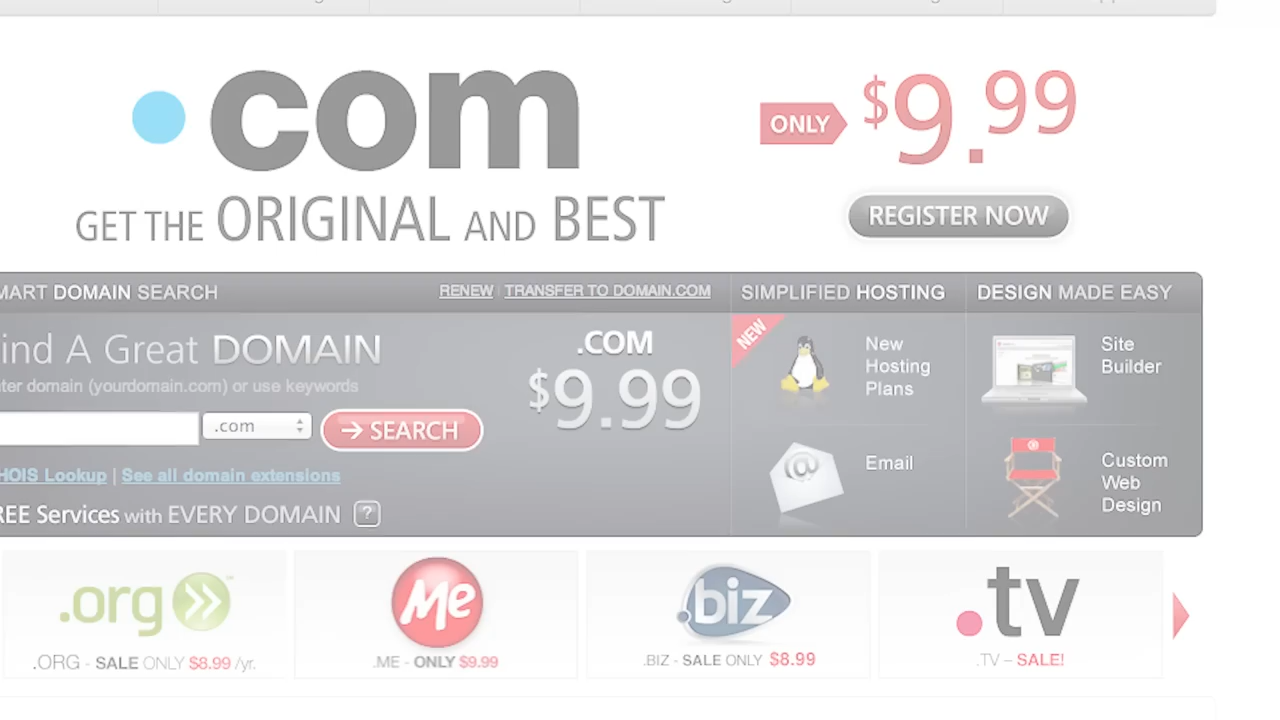 .com
GET THE ORIGINAL AND BEST
ONLY $9.99
REGISTER NOW
MART DOMAIN SEARCH
RENEW | TRANSFER TO DOMAIN.COM
ind A Great DOMAIN
ter domain (yourdomain.com) or use keywords
.com
→ SEARCH
HOIS Lookup | See all domain extensions
REE Services with EVERY DOMAIN ?
.COM
$9.99
SIMPLIFIED HOSTING
NEW
New
Hosting
Plans
@
Email
DESIGN MADE EASY
Site
Builder
Custom
Web
Design
.org
.ORG - SALE ONLY $8.99 /yr.
Me
.ME - ONLY $9.99
.biz
.BIZ - SALE ONLY $8.99
.tv
.TV – SALE!